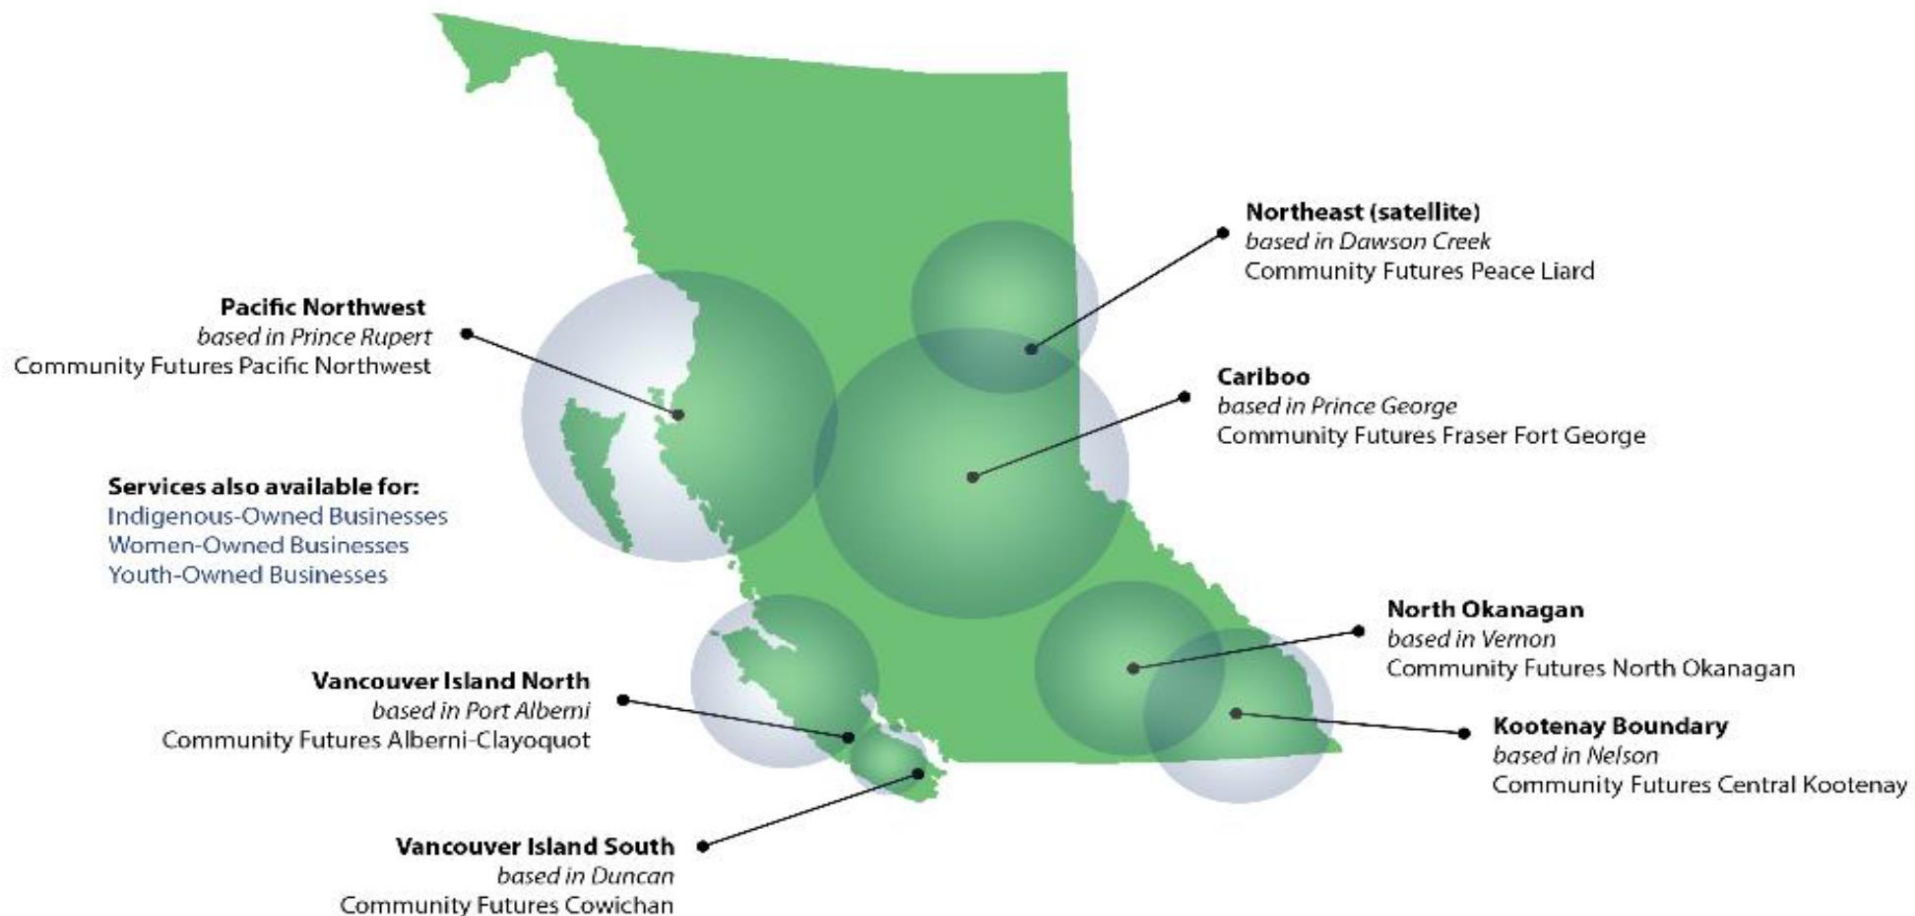 Northeast (satellite)
based in Dawson Creek
Community Futures Peace Liard
Pacific Northwest
based in Prince Rupert
Community Futures Pacific Northwest
Cariboo
based in Prince George
Community Futures Fraser Fort George
Services also available for:
Indigenous-Owned Businesses
Women-Owned Businesses
Youth-Owned Businesses
North Okanagan
based in Vernon
Community Futures North Okanagan
Vancouver Island North
based in Port Alberni
Community Futures Alberni-Clayoquot
Kootenay Boundary
based in Nelson
Community Futures Central Kootenay
Vancouver Island South
based in Duncan
Community Futures Cowichan